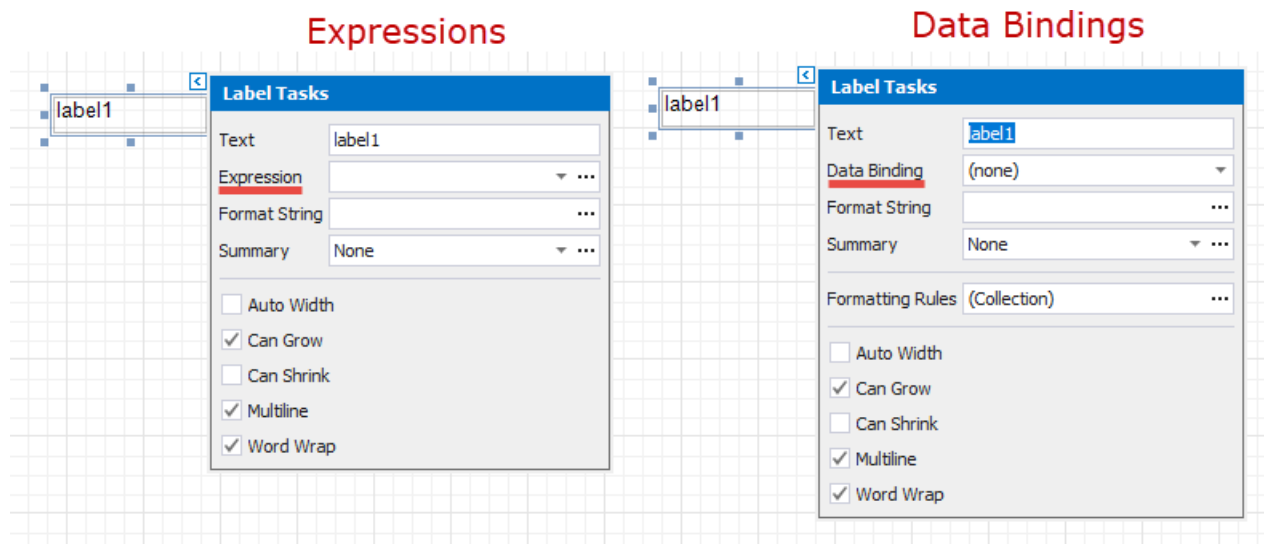 Expressions
label1
Label Tasks
Text label1
Expression
Format String
Summary None
Auto Width
Can Grow
Can Shrink
Multiline
Word Wrap
Data Bindings
label1
Label Tasks
Text label1
Data Binding (none)
Format String
Summary None
Formatting Rules (Collection)
Auto Width
Can Grow
Can Shrink
Multiline
Word Wrap